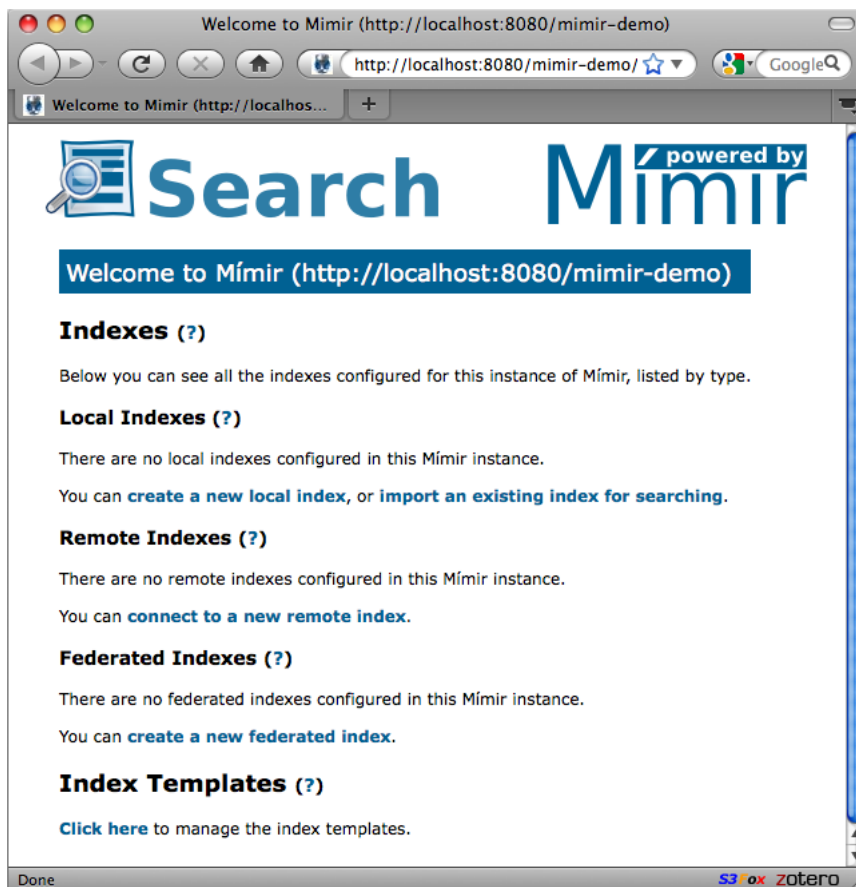 Welcome to Mimir (http://localhost:8080/mimir-demo)
http://localhost:8080/mimir-demo/
Google
Welcome to Mimir (http://localhos...
+
Search
powered by
Mímir
Welcome to Mímir (http://localhost:8080/mimir-demo)
Indexes (?)
Below you can see all the indexes configured for this instance of Mímir, listed by type.
Local Indexes (?)
There are no local indexes configured in this Mímir instance.
You can create a new local index, or import an existing index for searching.
Remote Indexes (?)
There are no remote indexes configured in this Mímir instance.
You can connect to a new remote index.
Federated Indexes (?)
There are no federated indexes configured in this Mímir instance.
You can create a new federated index.
Index Templates (?)
Click here to manage the index templates.
Done
S3Fox zotero